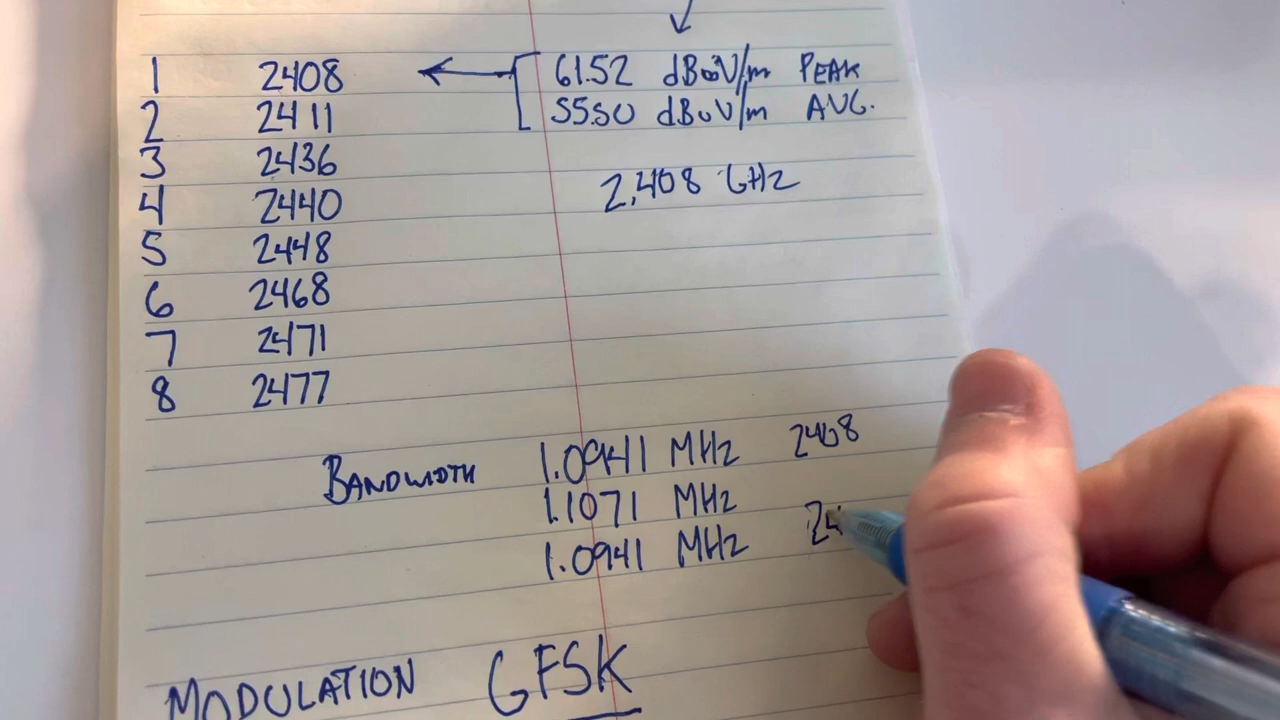 1 2408 61.52 dBuV/m PEAK
2 2411 55.50 dBuV/m AVG.
3 2436
2.408 GHz
4 2440
5 2448
6 2468
7 2471
8 2477
BANDWIDTH 1.0941 MHz 2408
1.1071 MHz
1.0941 MHz 24
MODULATION GFSK